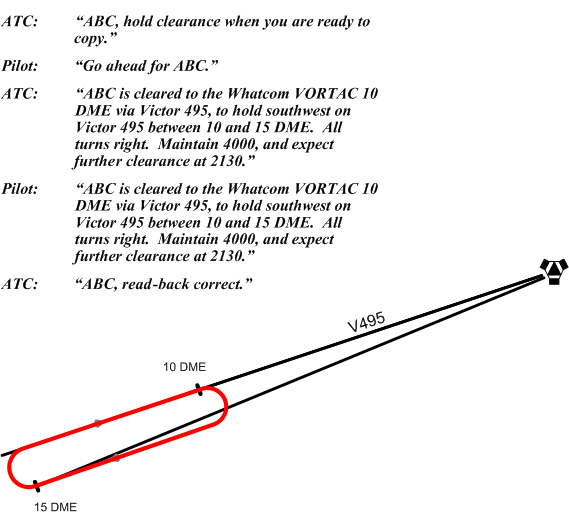 ATC: “ABC, hold clearance when you are ready to
copy.”
Pilot: “Go ahead for ABC.”
ATC: “ABC is cleared to the Whatcom VORTAC 10
DME via Victor 495, to hold southwest on
Victor 495 between 10 and 15 DME.  All
turns right.  Maintain 4000, and expect
further clearance at 2130.”
Pilot: “ABC is cleared to the Whatcom VORTAC 10
DME via Victor 495, to hold southwest on
Victor 495 between 10 and 15 DME.  All
turns right.  Maintain 4000, and expect
further clearance at 2130.”
ATC: “ABC, read-back correct.”
V495
10 DME
15 DME